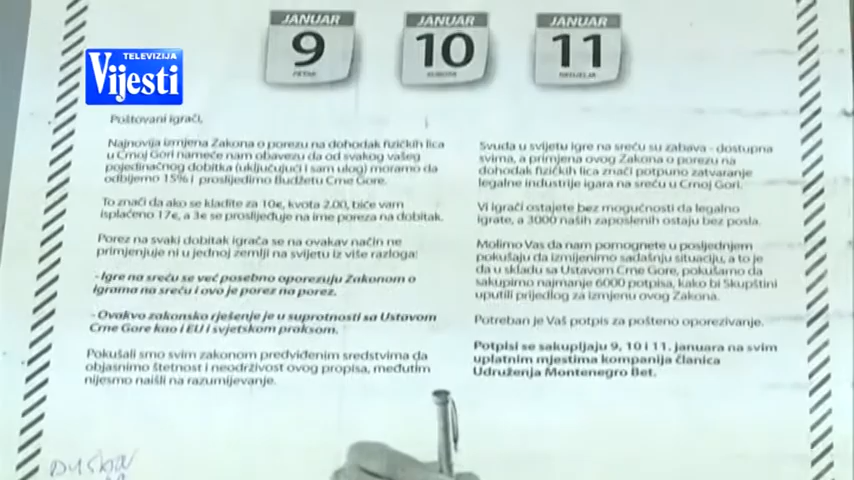 JANUAR
9
PETAK
JANUAR
10
SUBOTA
JANUAR
11
NEDJELJA
TELEVIZIJA
Vijesti
Poštovani igrači,
Najnovija izmjena Zakona o porezu na dohodak fizičkih lica
u Crnoj Gori nameće nam obavezu da od svakog vašeg
pojedinačnog dobitka (uključujući i sam ulog) moramo da
odbijemo 15% i proslijedimo Budžetu Crne Gore.
To znači da ako se kladite za 10€, kvota 2.00, biće vam
isplaćeno 17€, a 3€ se prosljeđuje na ime poreza na dobitak.
Porez na svaki dobitak igrača se na ovakav način ne
primjenjuje ni u jednoj zemlji na svijetu iz više razloga:
- Igre na sreću se već posebno oporezuju Zakonom o
igrama na sreću i ovo je porez na porez.
- Ovakvo zakonsko rješenje je u suprotnosti sa Ustavom
Crne Gore kao i EU i svjetskom praksom.
Pokušali smo svim zakonom predviđenim sredstvima da
objasnimo štetnost i neodrživost ovog propisa, međutim
nijesmo naišli na razumijevanje.
Svuda u svijetu igre na sreću su zabava - dostupna
svima, a primjena ovog Zakona o porezu na
dohodak fizičkih lica znači potpuno zatvaranje
legalne industrije igara na sreću u Crnoj Gori.
Vi igrači ostajete bez mogućnosti da legalno
igrate, a 3000 naših zaposlenih ostaju bez posla.
Molimo Vas da nam pomognete u posljednjem
pokušaju da izmijenimo sadašnju situaciju, a to je
da u skladu sa Ustavom Crne Gore, pokušamo da
sakupimo najmanje 6000 potpisa, kako bi Skupštini
uputili prijedlog za izmjenu ovog Zakona.
Potreban je Vaš potpis za pošteno oporezivanje.
Potpisi se sakupljaju 9, 10 i 11. januara na svim
uplatnim mjestima kompanija članica
Udruženja Montenegro Bet.